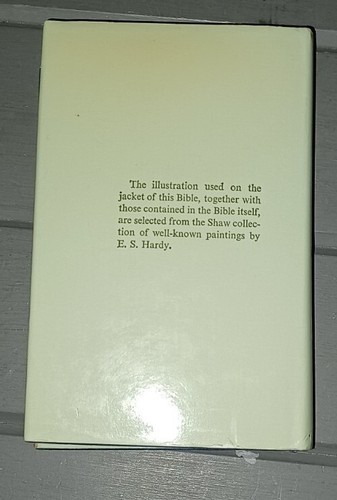 The illustration used on the
jacket of this Bible, together with
those contained in the Bible itself,
are selected from the Shaw collec-
tion of well-known paintings by
E. S. Hardy.